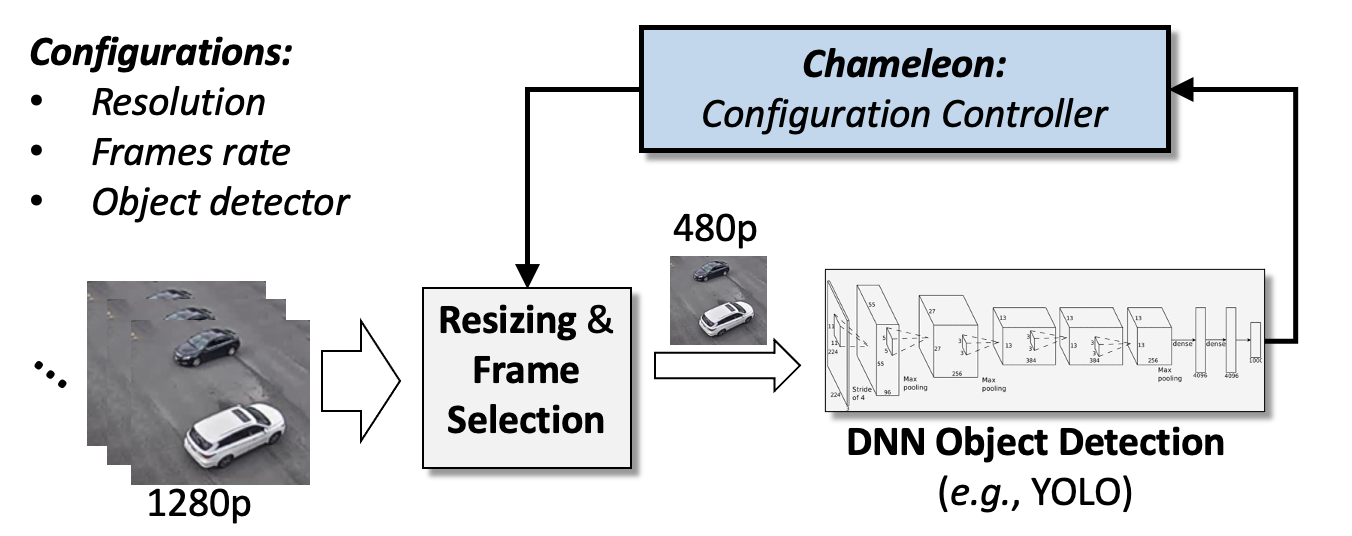 Configurations:
• Resolution
• Frames rate
• Object detector
Chameleon:
Configuration Controller
1280p
Resizing &
Frame
Selection
480p
11
11
224
224
Stride
of 4
55
55
5
5
96
Max
pooling
27
27
3
3
256
Max
pooling
13
13
3
3
384
13
3
3
384
13
13
256
Max
pooling
dense
4096
dense
4096
DNN Object Detection
(e.g., YOLO)